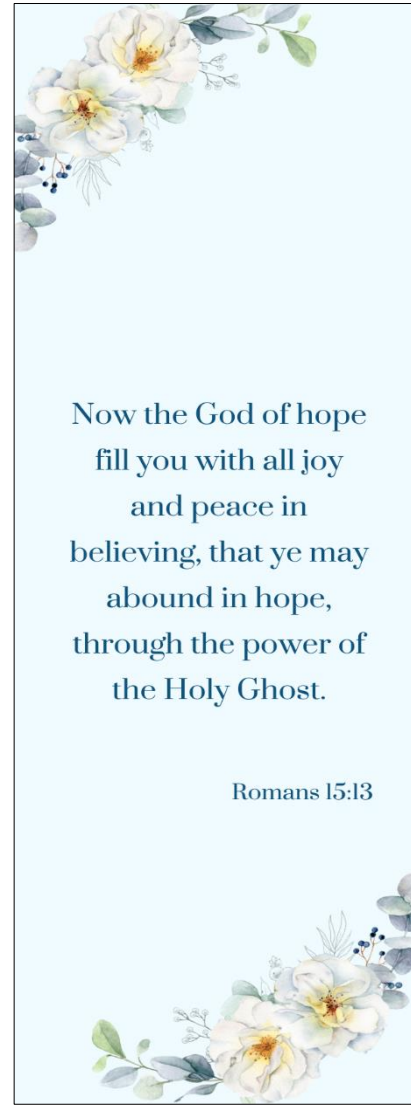 Now the God of hope
fill you with all joy
and peace in
believing, that ye may
abound in hope,
through the power of
the Holy Ghost.
Romans 15:13